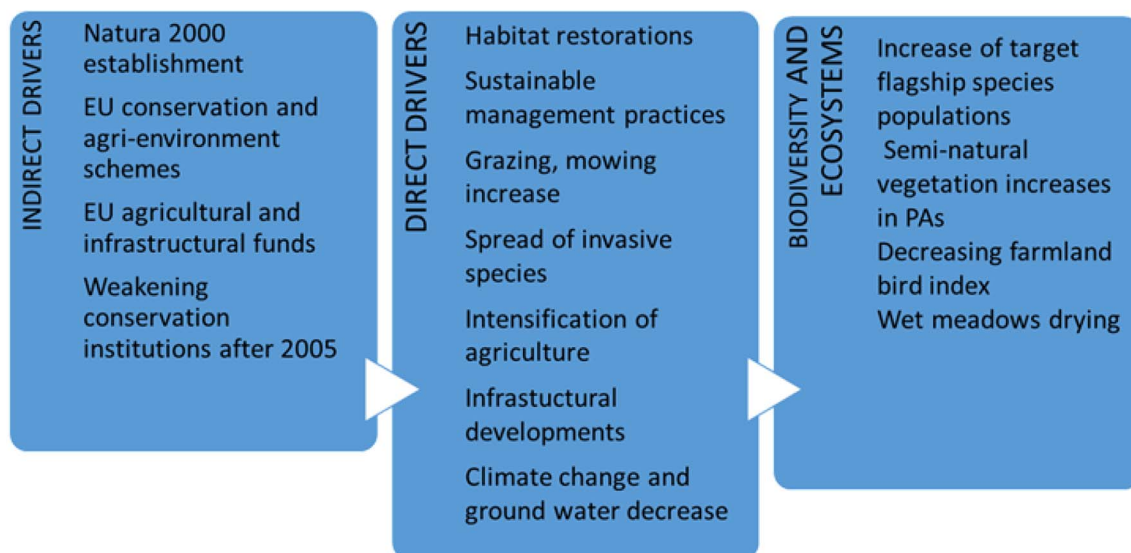 INDIRECT DRIVERS
Natura 2000
establishment
EU conservation and
agri-environment
schemes
EU agricultural and
infrastructural funds
Weakening
conservation
institutions after 2005
DIRECT DRIVERS
Habitat restorations
Sustainable
management practices
Grazing, mowing
increase
Spread of invasive
species
Intensification of
agriculture
Infrastuctural
developments
Climate change and
ground water decrease
BIODIVERSITY AND
ECOSYSTEMS
Increase of target
flagship species
populations
Semi-natural
vegetation increases
in PAs
Decreasing farmland
bird index
Wet meadows drying